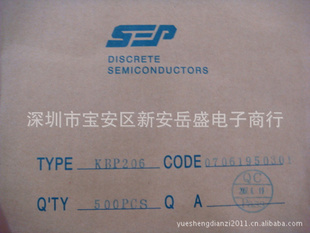 SEP
DISCRETE
SEMICONDUCTORS
深圳市宝安区新安岳盛电子商行
TYPE KBP206 CODE
Q'TY 500PCS Q A
QC
yueshengdianzi2011.cn.alibaba.com